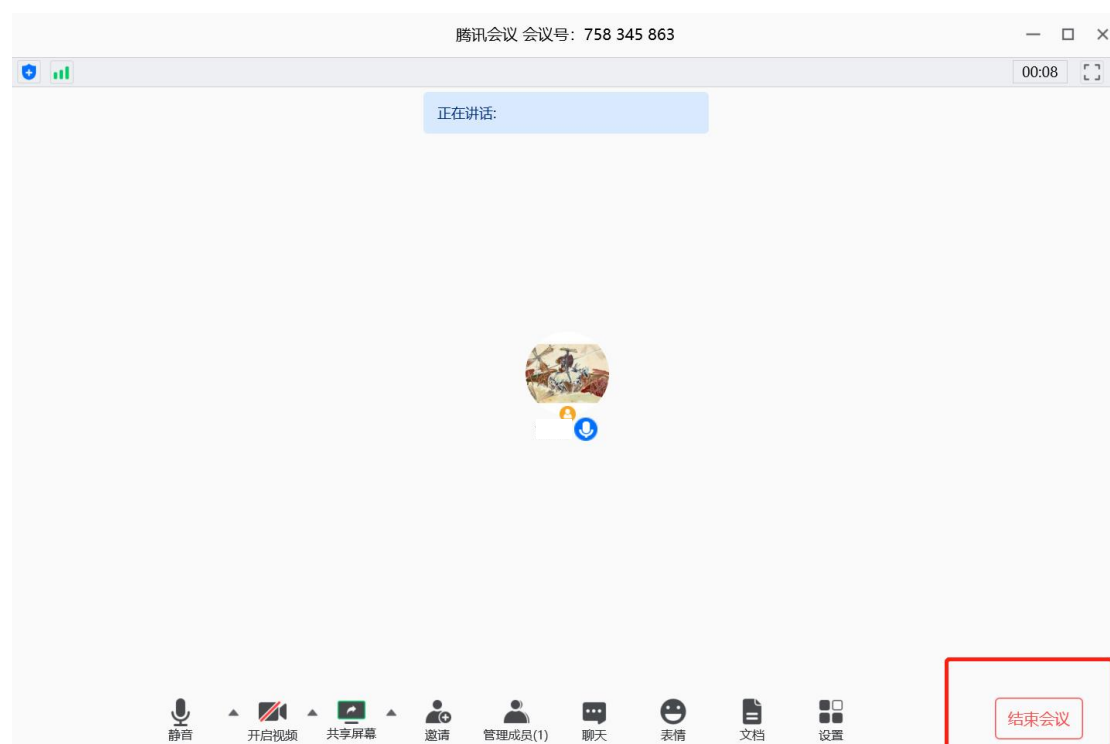 腾讯会议 会议号：758 345 863
00:08
正在讲话:
静音
开启视频
共享屏幕
邀请
管理成员(1)
聊天
表情
文档
设置
结束会议